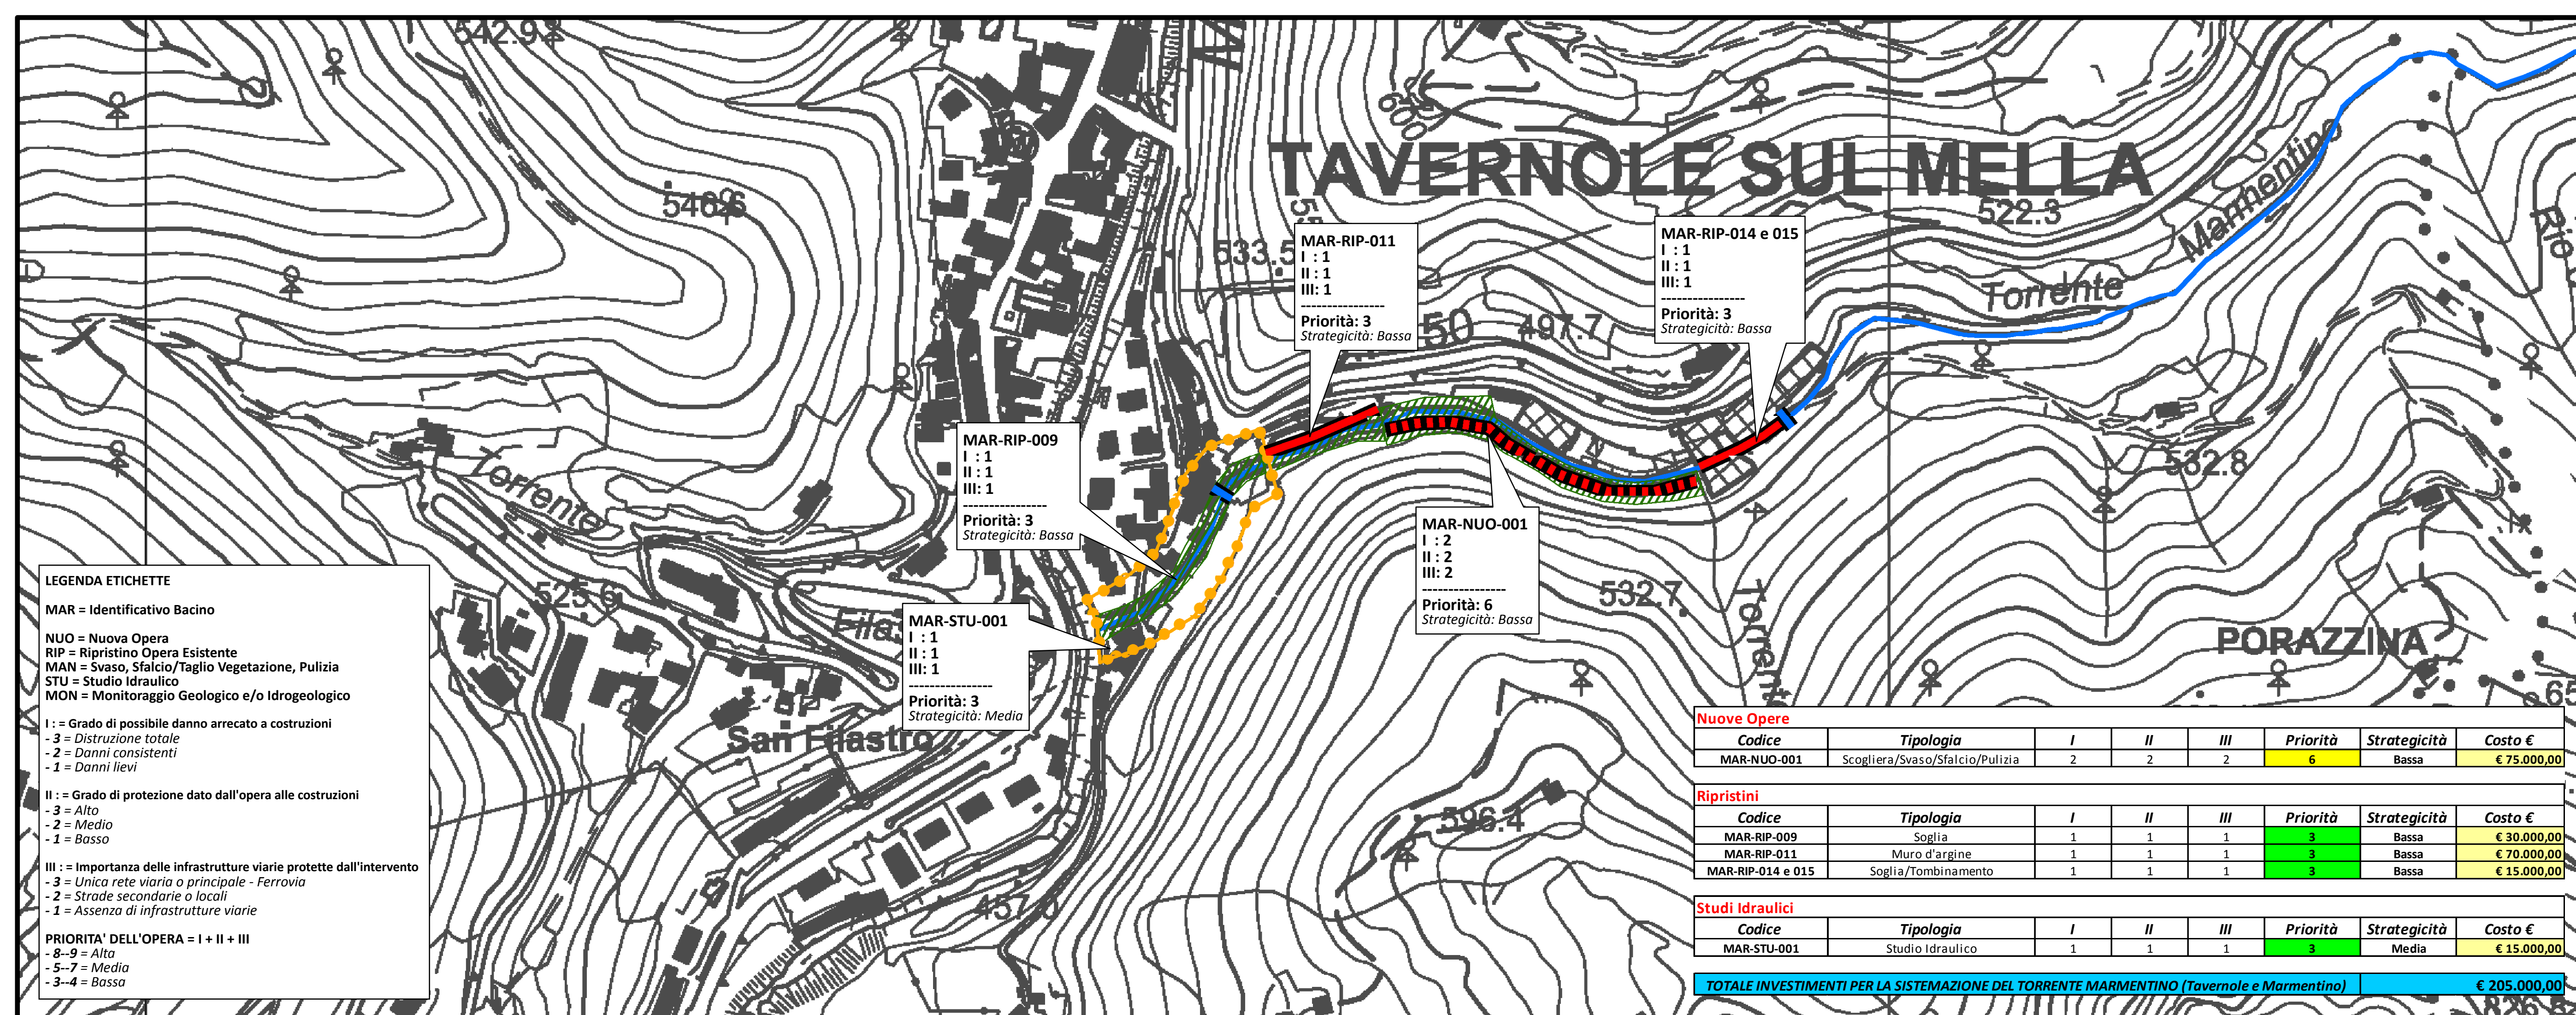 542.9
M
600
TAVERNOLE SUL MELLA
546.6
522.3
Marmentino
Torrente
533.5
50
497.7
532.8
Torrente
525.6
532.7
Torrente
PORAZZINA
San Filastro
596.4
457.0
MAR-RIP-011
I : 1
II : 1
III: 1
----------------
Priorità: 3
Strategicità: Bassa
MAR-RIP-014 e 015
I : 1
II : 1
III: 1
----------------
Priorità: 3
Strategicità: Bassa
MAR-RIP-009
I : 1
II : 1
III: 1
----------------
Priorità: 3
Strategicità: Bassa
MAR-NUO-001
I : 2
II : 2
III: 2
----------------
Priorità: 6
Strategicità: Bassa
MAR-STU-001
I : 1
II : 1
III: 1
----------------
Priorità: 3
Strategicità: Media
LEGENDA ETICHETTE
MAR = Identificativo Bacino
NUO = Nuova Opera
RIP = Ripristino Opera Esistente
MAN = Svaso, Sfalcio/Taglio Vegetazione, Pulizia
STU = Studio Idraulico
MON = Monitoraggio Geologico e/o Idrogeologico
I : = Grado di possibile danno arrecato a costruzioni
- 3 = Distruzione totale
- 2 = Danni consistenti
- 1 = Danni lievi
II : = Grado di protezione dato dall'opera alle costruzioni
- 3 = Alto
- 2 = Medio
- 1 = Basso
III : = Importanza delle infrastrutture viarie protette dall'intervento
- 3 = Unica rete viaria o principale - Ferrovia
- 2 = Strade secondarie o locali
- 1 = Assenza di infrastrutture viarie
PRIORITA' DELL'OPERA = I + II + III
- 8--9 = Alta
- 5--7 = Media
- 3--4 = Bassa
Nuove Opere
Codice Tipologia I II III Priorità Strategicità Costo €
MAR-NUO-001 Scogliera/Svaso/Sfalcio/Pulizia 2 2 2 6 Bassa € 75.000,00
Ripristini
Codice Tipologia I II III Priorità Strategicità Costo €
MAR-RIP-009 Soglia 1 1 1 3 Bassa € 30.000,00
MAR-RIP-011 Muro d'argine 1 1 1 3 Bassa € 70.000,00
MAR-RIP-014 e 015 Soglia/Tombinamento 1 1 1 3 Bassa € 15.000,00
Studi Idraulici
Codice Tipologia I II III Priorità Strategicità Costo €
MAR-STU-001 Studio Idraulico 1 1 1 3 Media € 15.000,00
TOTALE INVESTIMENTI PER LA SISTEMAZIONE DEL TORRENTE MARMENTINO (Tavernole e Marmentino) € 205.000,00